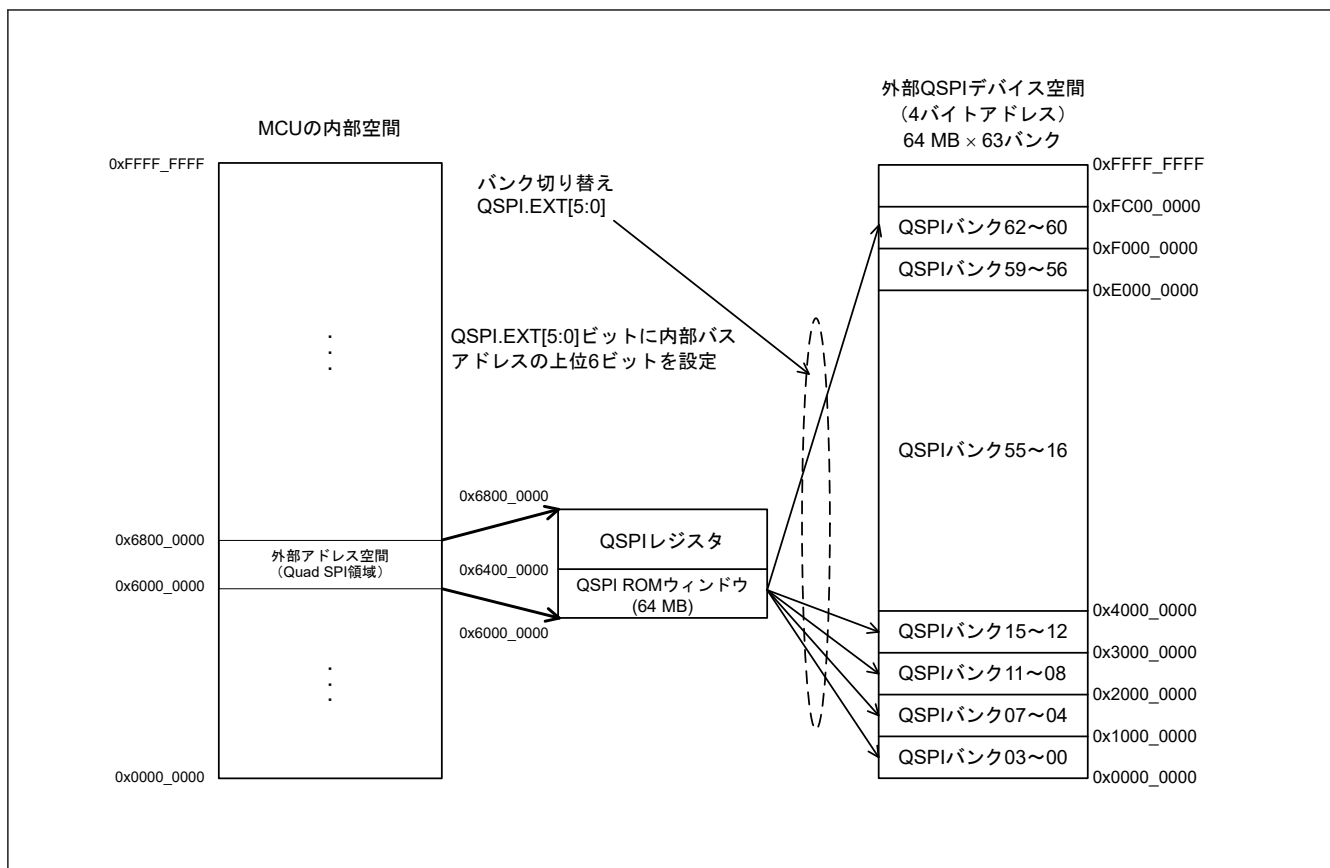 MCUの内部空間
0xFFFF_FFFF
0x6800_0000
外部アドレス空間
（Quad SPI領域）
0x6000_0000
0x0000_0000
バンク切り替え
QSPI.EXT[5:0]
QSPI.EXT[5:0]ビットに内部バス
アドレスの上位6ビットを設定
0x6800_0000
QSPIレジスタ
0x6400_0000
QSPI ROMウィンドウ
(64 MB)
0x6000_0000
外部QSPIデバイス空間
（4バイトアドレス）
64 MB × 63バンク
0xFFFF_FFFF
0xFC00_0000
QSPIバンク62～60
0xF000_0000
QSPIバンク59～56
0xE000_0000
QSPIバンク55～16
0x4000_0000
QSPIバンク15～12
0x3000_0000
QSPIバンク11～08
0x2000_0000
QSPIバンク07～04
0x1000_0000
QSPIバンク03～00
0x0000_0000